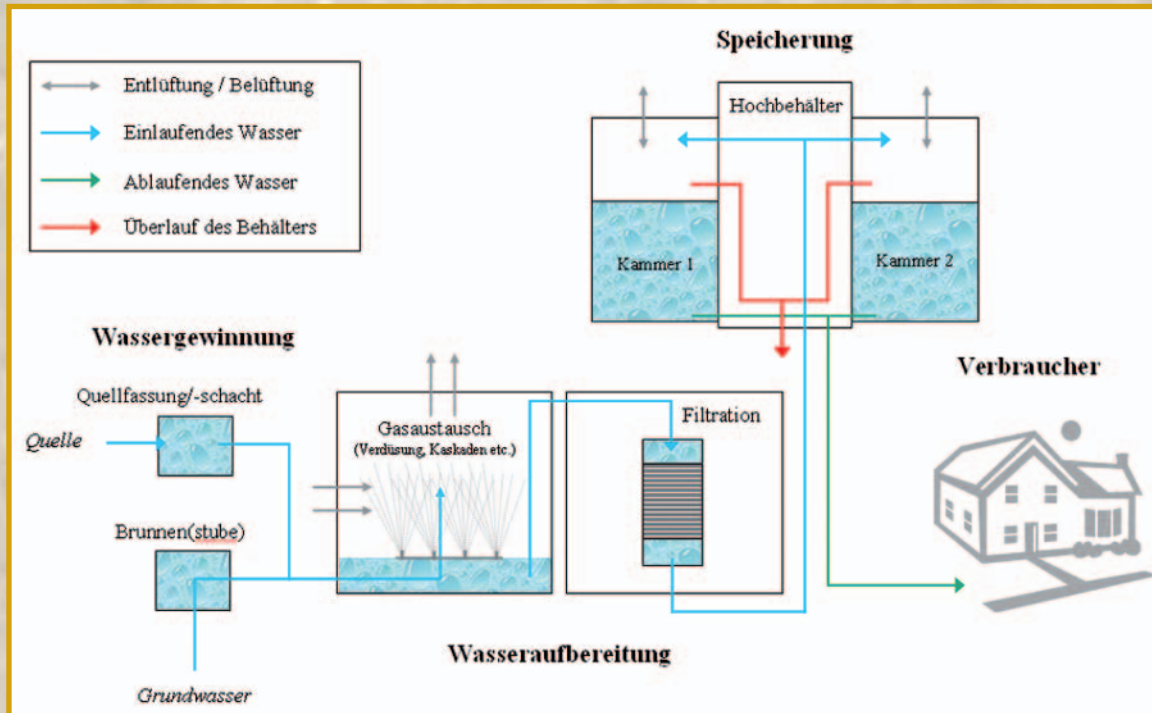 Speicherung
Entlüftung / Belüftung
Einlaufendes Wasser
Ablaufendes Wasser
Überlauf des Behälters
Hochbehälter
Kammer 1
Kammer 2
Wassergewinnung
Quellfassung/-schacht
Quelle
Brunnen(stube)
Grundwasser
Gasaustausch
(Verdüsung, Kaskaden etc.)
Filtration
Wasseraufbereitung
Verbraucher